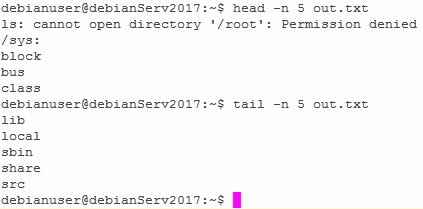 debianuser@debianServ2017:~$ head -n 5 out.txt
ls: cannot open directory '/root': Permission denied
/sys:
block
bus
class
debianuser@debianServ2017:~$ tail -n 5 out.txt
lib
local
sbin
share
src
debianuser@debianServ2017:~$